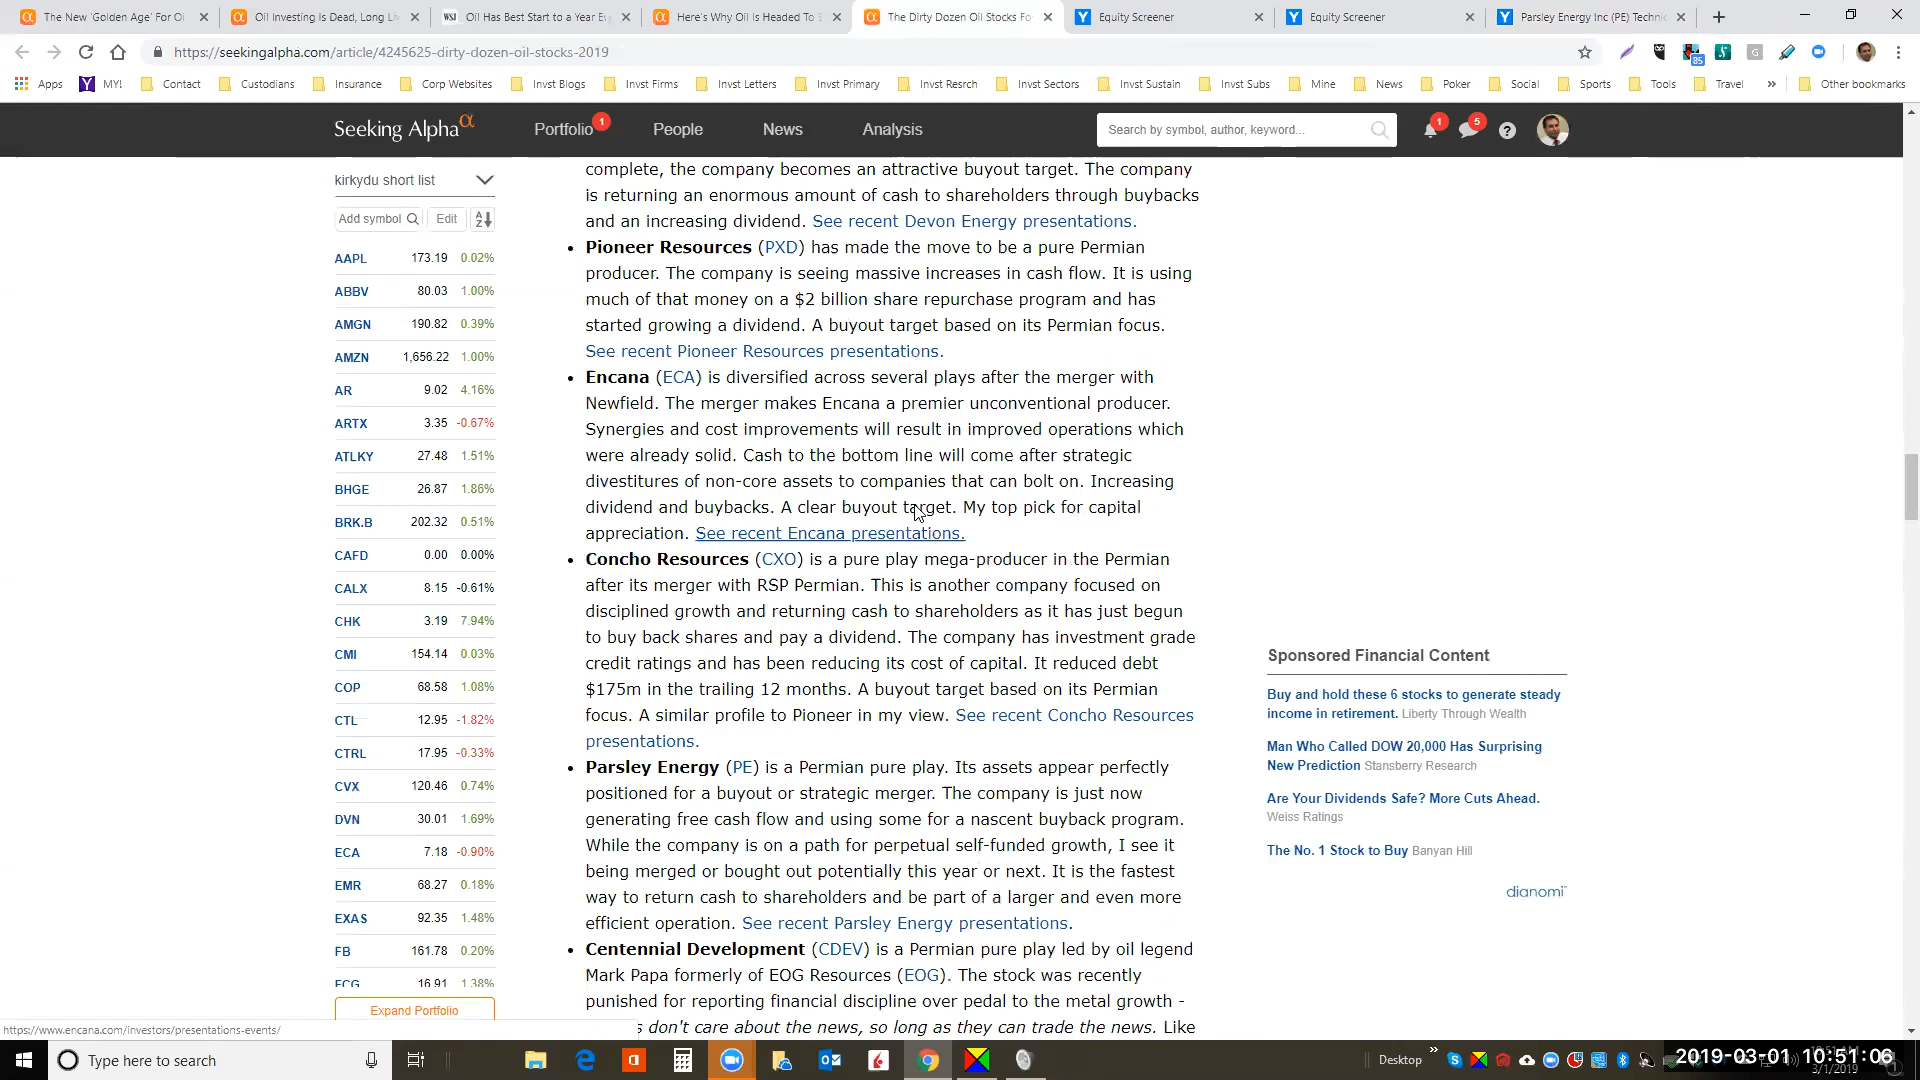 The New 'Golden Age' For Oi
Oil Investing Is Dead, Long Liv
WSJ Oil Has Best Start to a Year Ev
Here's Why Oil Is Headed To
The Dirty Dozen Oil Stocks Fo
Equity Screener
Equity Screener
Parsley Energy Inc (PE) Technic
https://seekingalpha.com/article/4245625-dirty-dozen-oil-stocks-2019
85
Apps
MY!
Contact
Custodians
Insurance
Corp Websites
Invst Blogs
Invst Firms
Invst Letters
Invst Primary
Invst Resrch
Invst Sectors
Invst Sustain
Invst Subs
Mine
News
Poker
Social
Sports
Tools
Travel
»
Other bookmarks
Seeking Alpha α
Portfolio 1
People
News
Analysis
Search by symbol, author, keyword...
1
5
?
kirkydu short list
Add symbol
Edit
A Z
AAPL 173.19 0.02%
ABBV 80.03 1.00%
AMGN 190.82 0.39%
AMZN 1,656.22 1.00%
AR 9.02 4.16%
ARTX 3.35 -0.67%
ATLKY 27.48 1.51%
BHGE 26.87 1.86%
BRK.B 202.32 0.51%
CAFD 0.00 0.00%
CALX 8.15 -0.61%
CHK 3.19 7.94%
CMI 154.14 0.03%
COP 68.58 1.08%
CTL 12.95 -1.82%
CTRL 17.95 -0.33%
CVX 120.46 0.74%
DVN 30.01 1.69%
ECA 7.18 -0.90%
EMR 68.27 0.18%
EXAS 92.35 1.48%
FB 161.78 0.20%
FCG 16.91 1.38%
Expand Portfolio
complete, the company becomes an attractive buyout target. The company
is returning an enormous amount of cash to shareholders through buybacks
and an increasing dividend. See recent Devon Energy presentations.
• Pioneer Resources (PXD) has made the move to be a pure Permian
producer. The company is seeing massive increases in cash flow. It is using
much of that money on a $2 billion share repurchase program and has
started growing a dividend. A buyout target based on its Permian focus.
See recent Pioneer Resources presentations.
• Encana (ECA) is diversified across several plays after the merger with
Newfield. The merger makes Encana a premier unconventional producer.
Synergies and cost improvements will result in improved operations which
were already solid. Cash to the bottom line will come after strategic
divestitures of non-core assets to companies that can bolt on. Increasing
dividend and buybacks. A clear buyout target. My top pick for capital
appreciation. See recent Encana presentations.
• Concho Resources (CXO) is a pure play mega-producer in the Permian
after its merger with RSP Permian. This is another company focused on
disciplined growth and returning cash to shareholders as it has just begun
to buy back shares and pay a dividend. The company has investment grade
credit ratings and has been reducing its cost of capital. It reduced debt
$175m in the trailing 12 months. A buyout target based on its Permian
focus. A similar profile to Pioneer in my view. See recent Concho Resources
presentations.
• Parsley Energy (PE) is a Permian pure play. Its assets appear perfectly
positioned for a buyout or strategic merger. The company is just now
generating free cash flow and using some for a nascent buyback program.
While the company is on a path for perpetual self-funded growth, I see it
being merged or bought out potentially this year or next. It is the fastest
way to return cash to shareholders and be part of a larger and even more
efficient operation. See recent Parsley Energy presentations.
• Centennial Development (CDEV) is a Permian pure play led by oil legend
Mark Papa formerly of EOG Resources (EOG). The stock was recently
punished for reporting financial discipline over pedal to the metal growth -
s don't care about the news, so long as they can trade the news. Like
Sponsored Financial Content
Buy and hold these 6 stocks to generate steady
income in retirement. Liberty Through Wealth
Man Who Called DOW 20,000 Has Surprising
New Prediction Stansberry Research
Are Your Dividends Safe? More Cuts Ahead.
Weiss Ratings
The No. 1 Stock to Buy Banyan Hill
dianomi
https://www.encana.com/investors/presentations-events/
Type here to search
Desktop
»
2019-03-01 10:51:06
3/1/2019